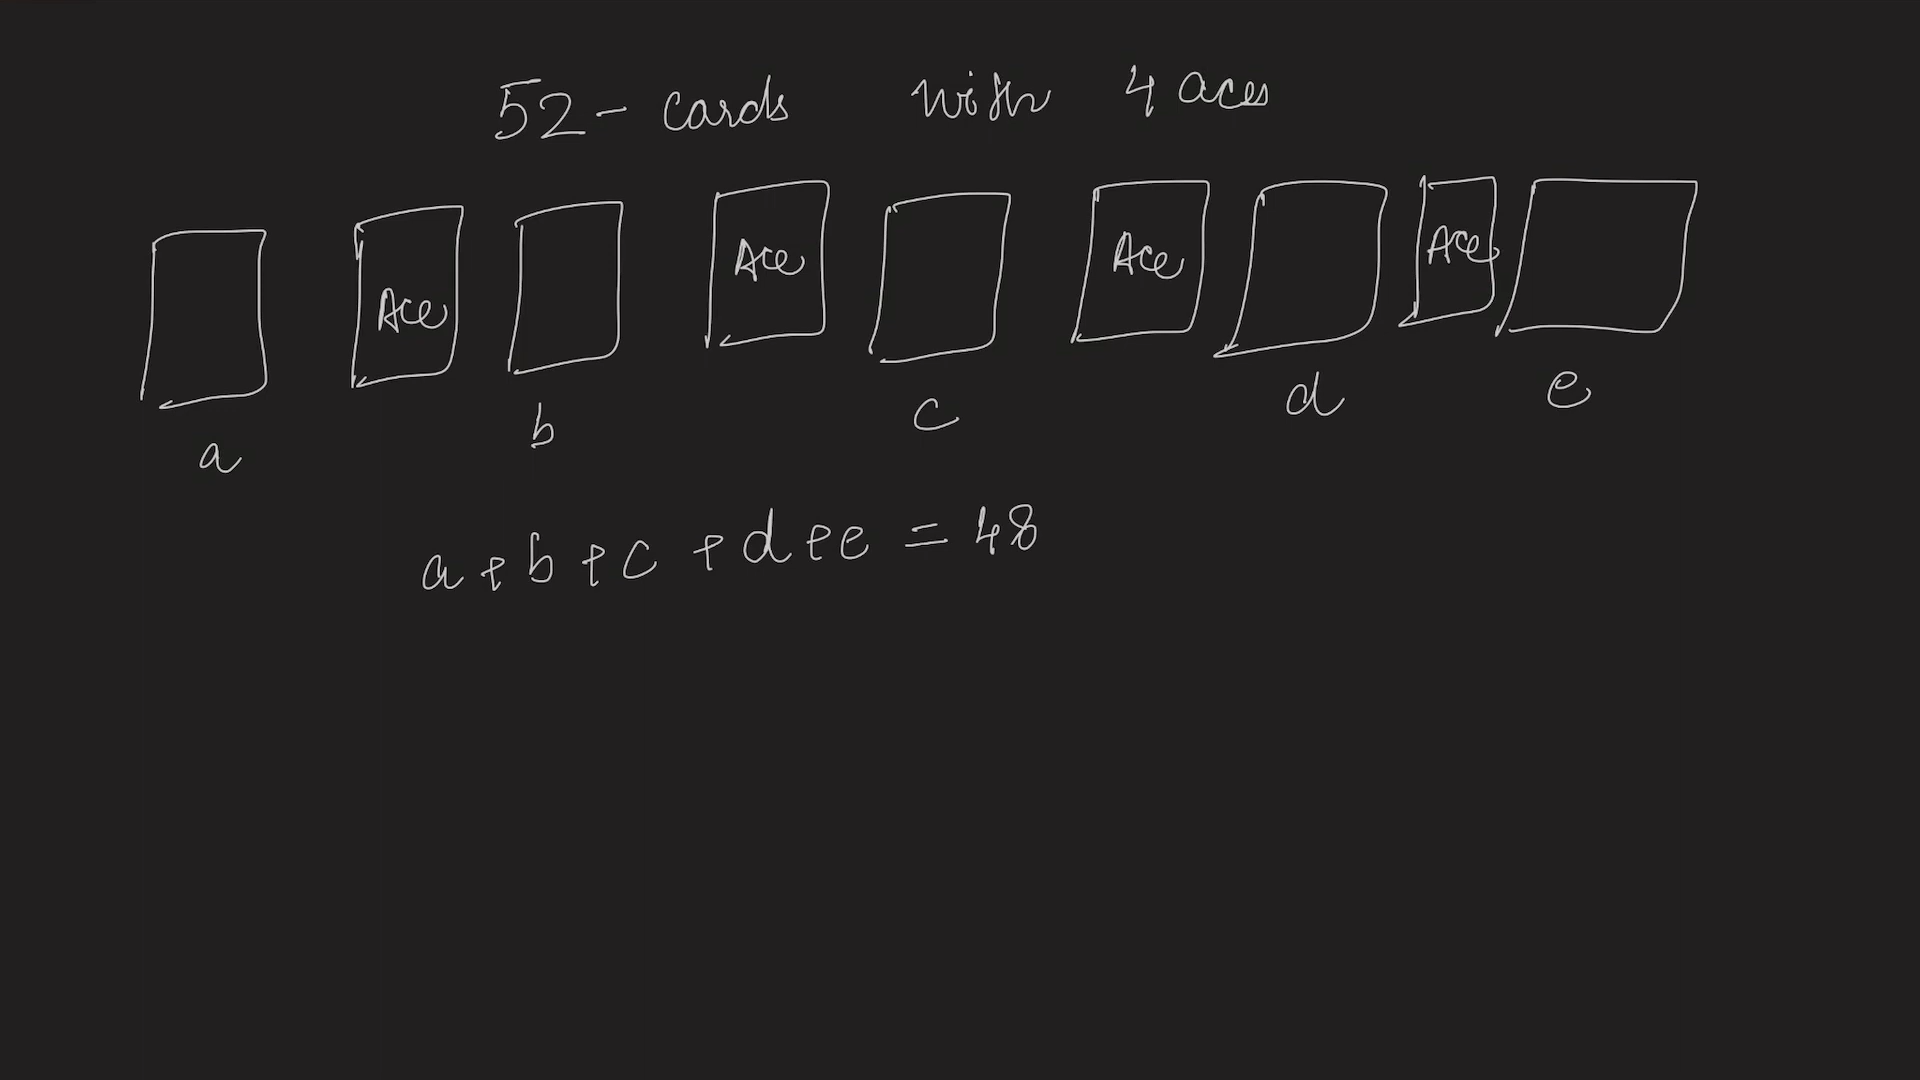 52 - cards with 4 aces
Ace Ace Ace Ace
a b c d e
a + b + c + d + e = 48